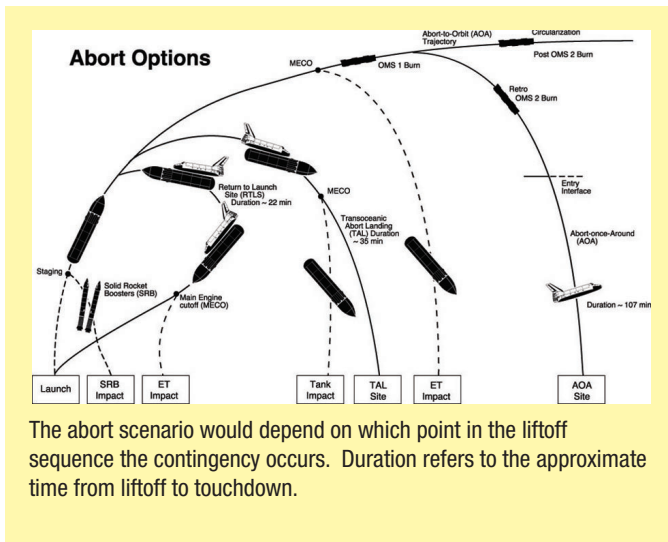 Abort Options
Abort-to-Orbit (AOA)
Trajectory
Circularization
MECO
OMS 1 Burn
Post OMS 2 Burn
Retro
OMS 2 Burn
Return to Launch
Site (RTLS)
Duration ~ 22 min
MECO
Entry
Interface
Transoceanic
Abort Landing
(TAL) Duration
~ 35 min
Abort-once-Around
(AOA)
Staging
Solid Rocket
Boosters (SRB)
Main Engine
cutoff (MECO)
Duration ~ 107 min
Launch
SRB
Impact
ET
Impact
Tank
Impact
TAL
Site
ET
Impact
AOA
Site
The abort scenario would depend on which point in the liftoff
sequence the contingency occurs. Duration refers to the approximate
time from liftoff to touchdown.